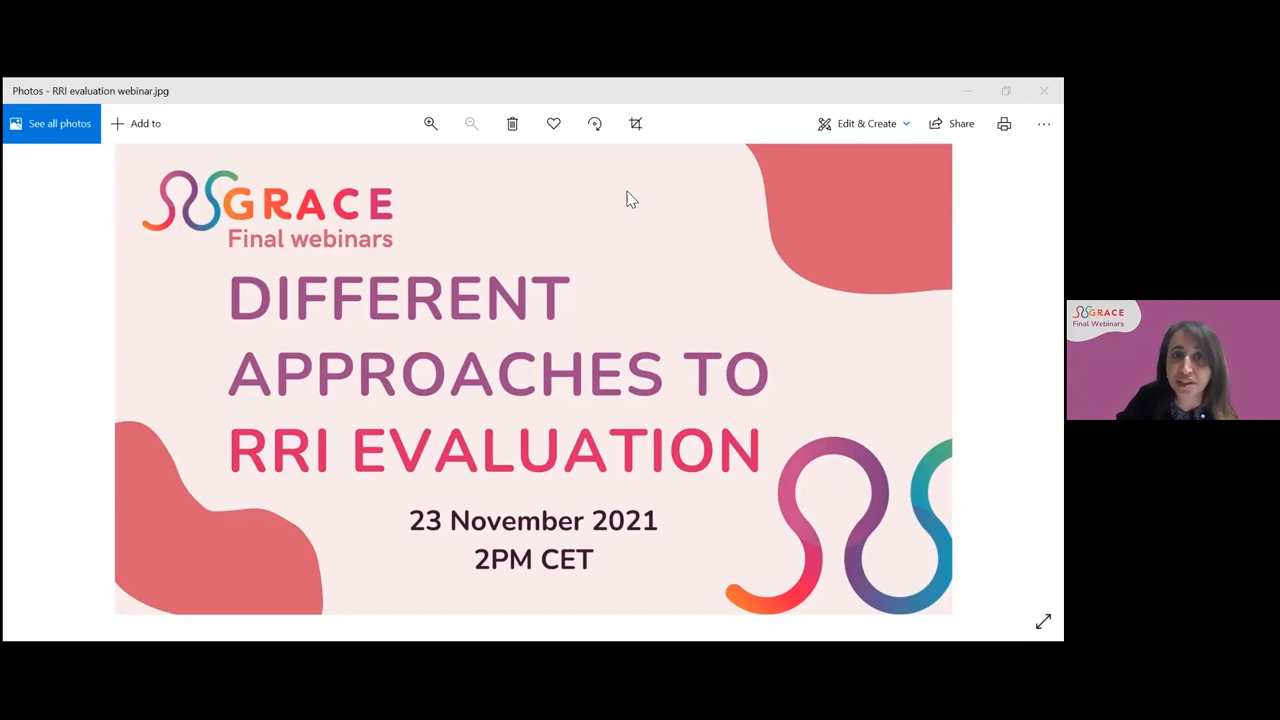 Photos - RRI evaluation webinar.jpg
See all photos
Add to
Edit & Create
Share
GRACE
Final webinars
DIFFERENT
APPROACHES TO
RRI EVALUATION
23 November 2021
2PM CET
GRACE
Final Webinars